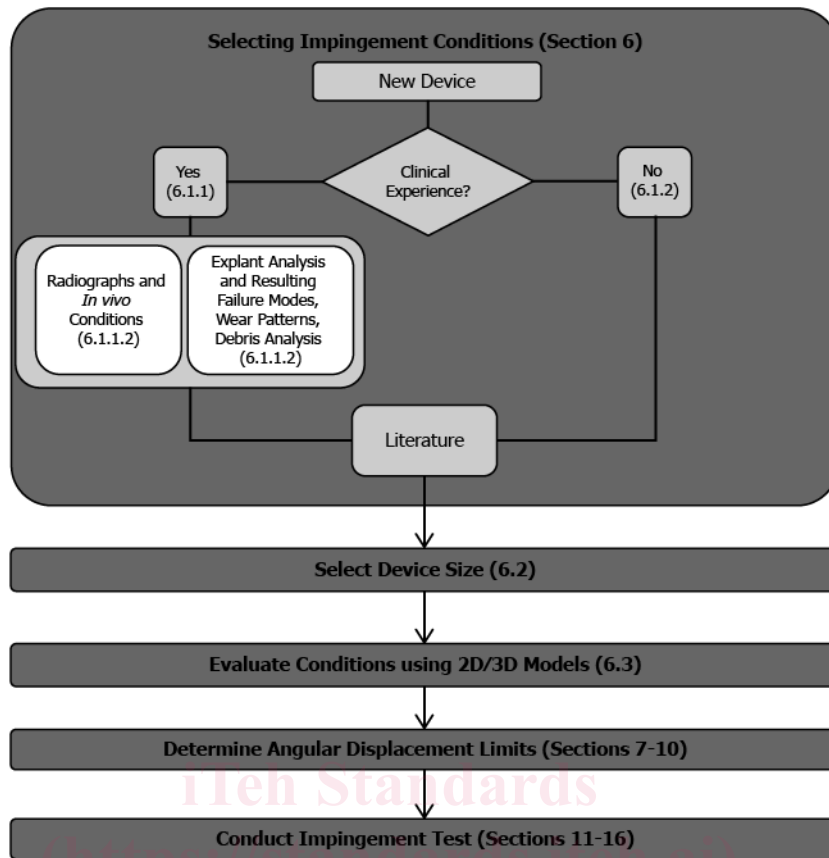 Selecting Impingement Conditions (Section 6)
New Device
Clinical
Experience?
Yes
(6.1.1)
No
(6.1.2)
Radiographs and
In vivo
Conditions
(6.1.1.2)
Explant Analysis
and Resulting
Failure Modes,
Wear Patterns,
Debris Analysis
(6.1.1.2)
Literature
Select Device Size (6.2)
Evaluate Conditions using 2D/3D Models (6.3)
Determine Angular Displacement Limits (Sections 7-10)
iTeh Standards
Conduct Impingement Test (Sections 11-16)